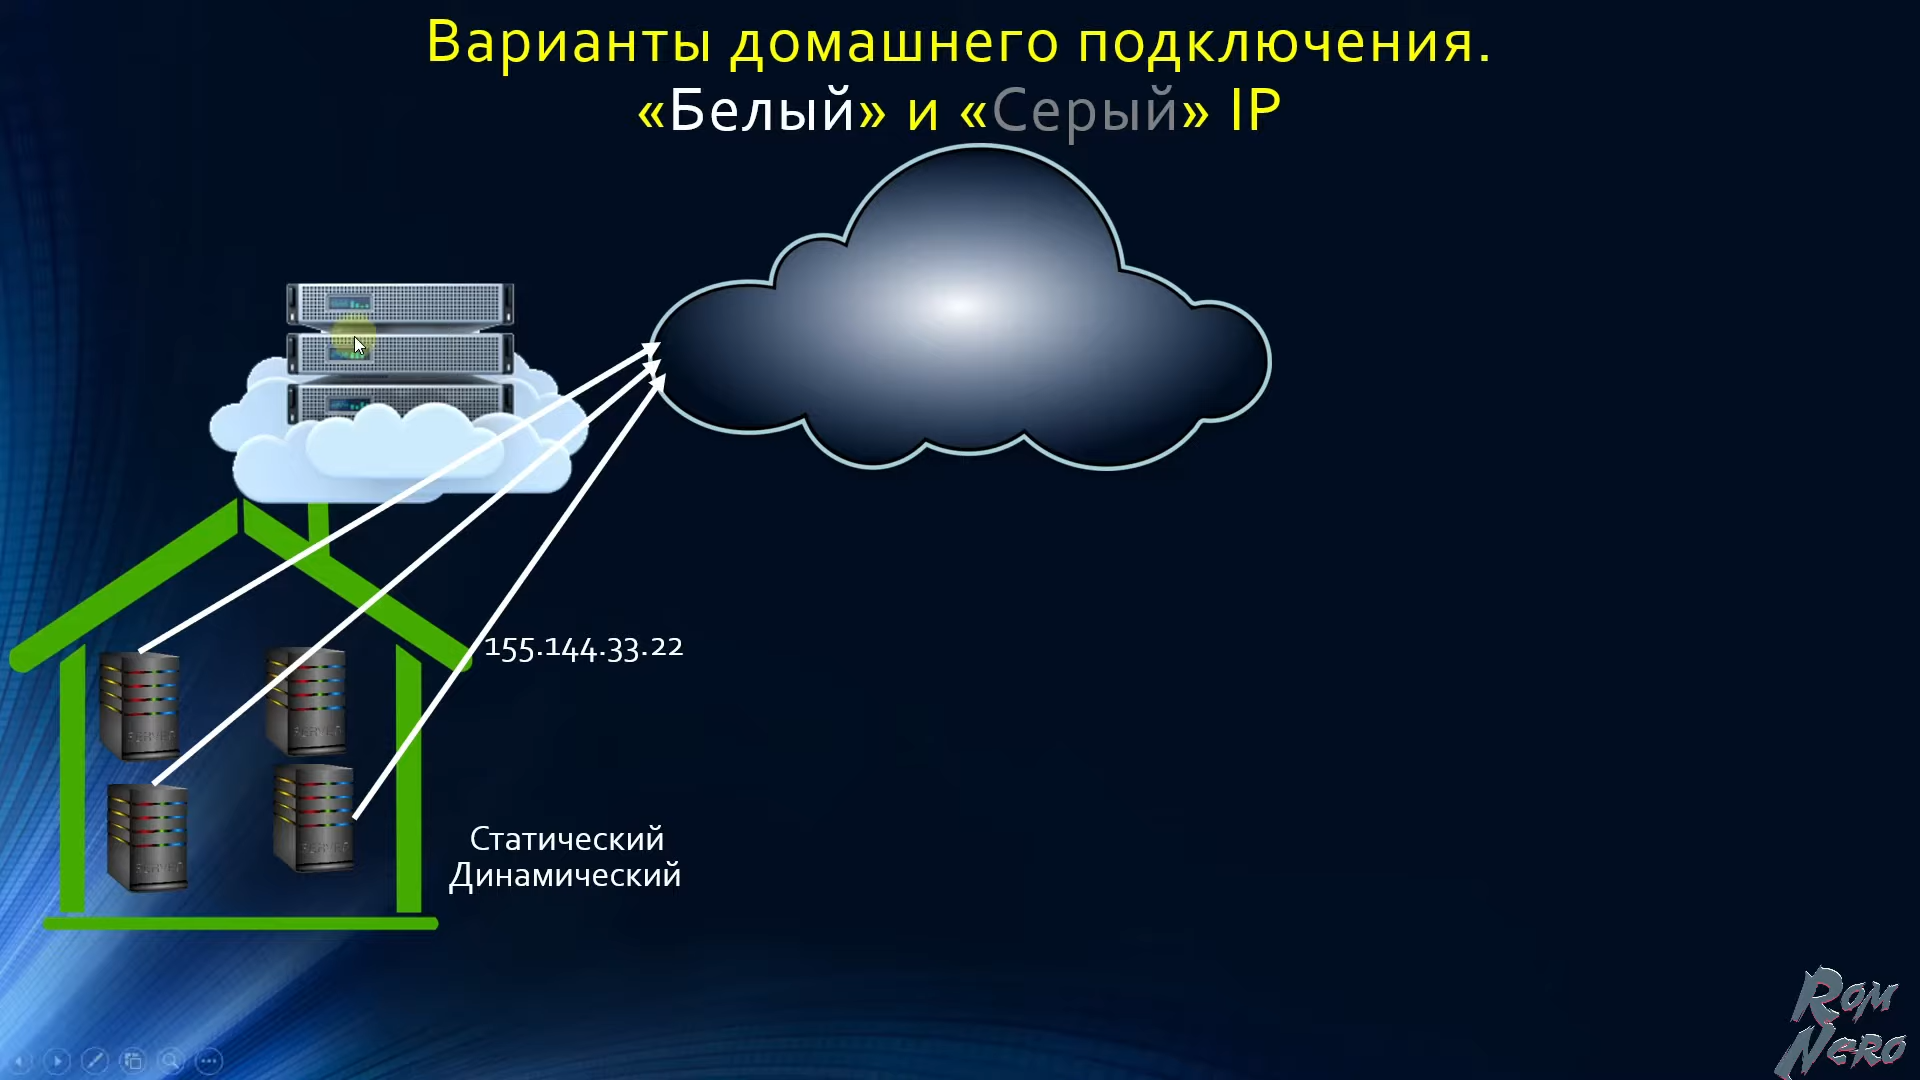 Варианты домашнего подключения.
«Белый» и «Серый» IP
155.144.33.22
Статический
Динамический
Rom
Nero